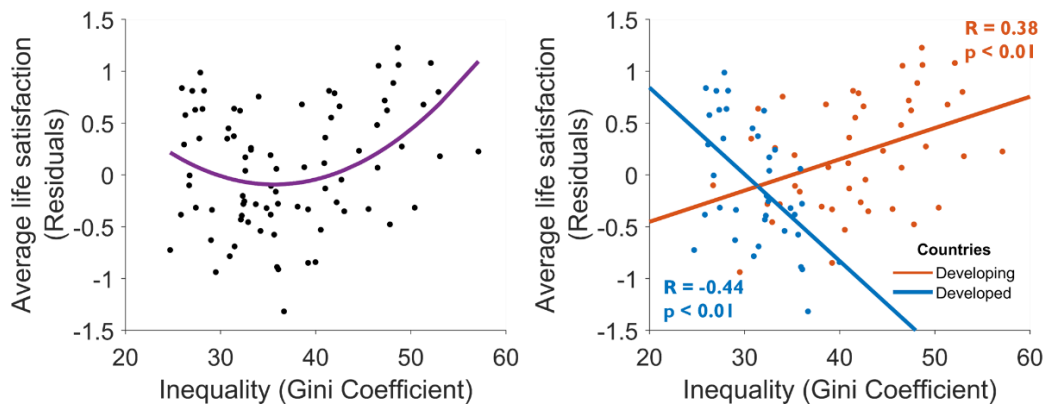 1.5
1
0.5
0
-0.5
-1
-1.5
Average life satisfaction
(Residuals)
20
30
40
50
60
Inequality (Gini Coefficient)
1.5
1
0.5
0
-0.5
-1
-1.5
Average life satisfaction
(Residuals)
R = 0.38
p < 0.01
Countries
Developing
Developed
R = -0.44
p < 0.01
20
30
40
50
60
Inequality (Gini Coefficient)